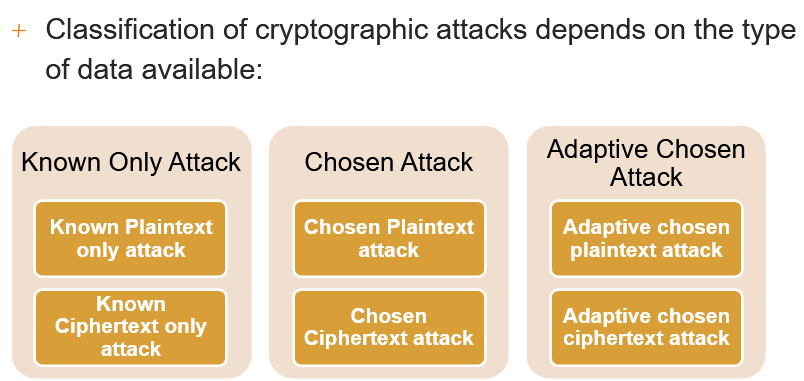 + Classification of cryptographic attacks depends on the type
of data available:
Known Only Attack
Known Plaintext
only attack
Known
Ciphertext only
attack
Chosen Attack
Chosen Plaintext
attack
Chosen
Ciphertext attack
Adaptive Chosen
Attack
Adaptive chosen
plaintext attack
Adaptive chosen
ciphertext attack